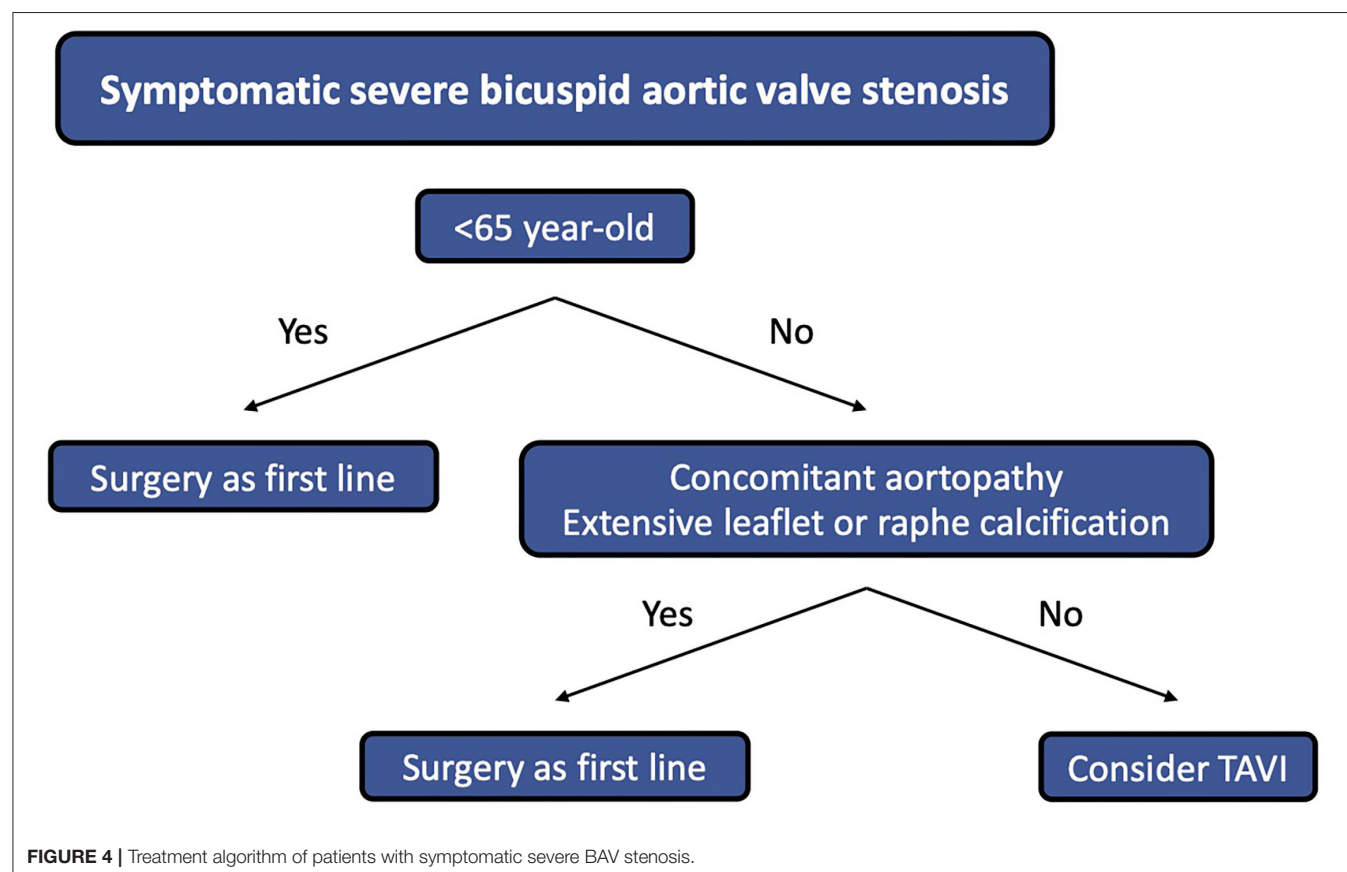 Symptomatic severe bicuspid aortic valve stenosis
<65 year-old
Yes
No
Surgery as first line
Concomitant aortopathy
Extensive leaflet or raphe calcification
Yes
No
Surgery as first line
Consider TAVI
FIGURE 4 | Treatment algorithm of patients with symptomatic severe BAV stenosis.